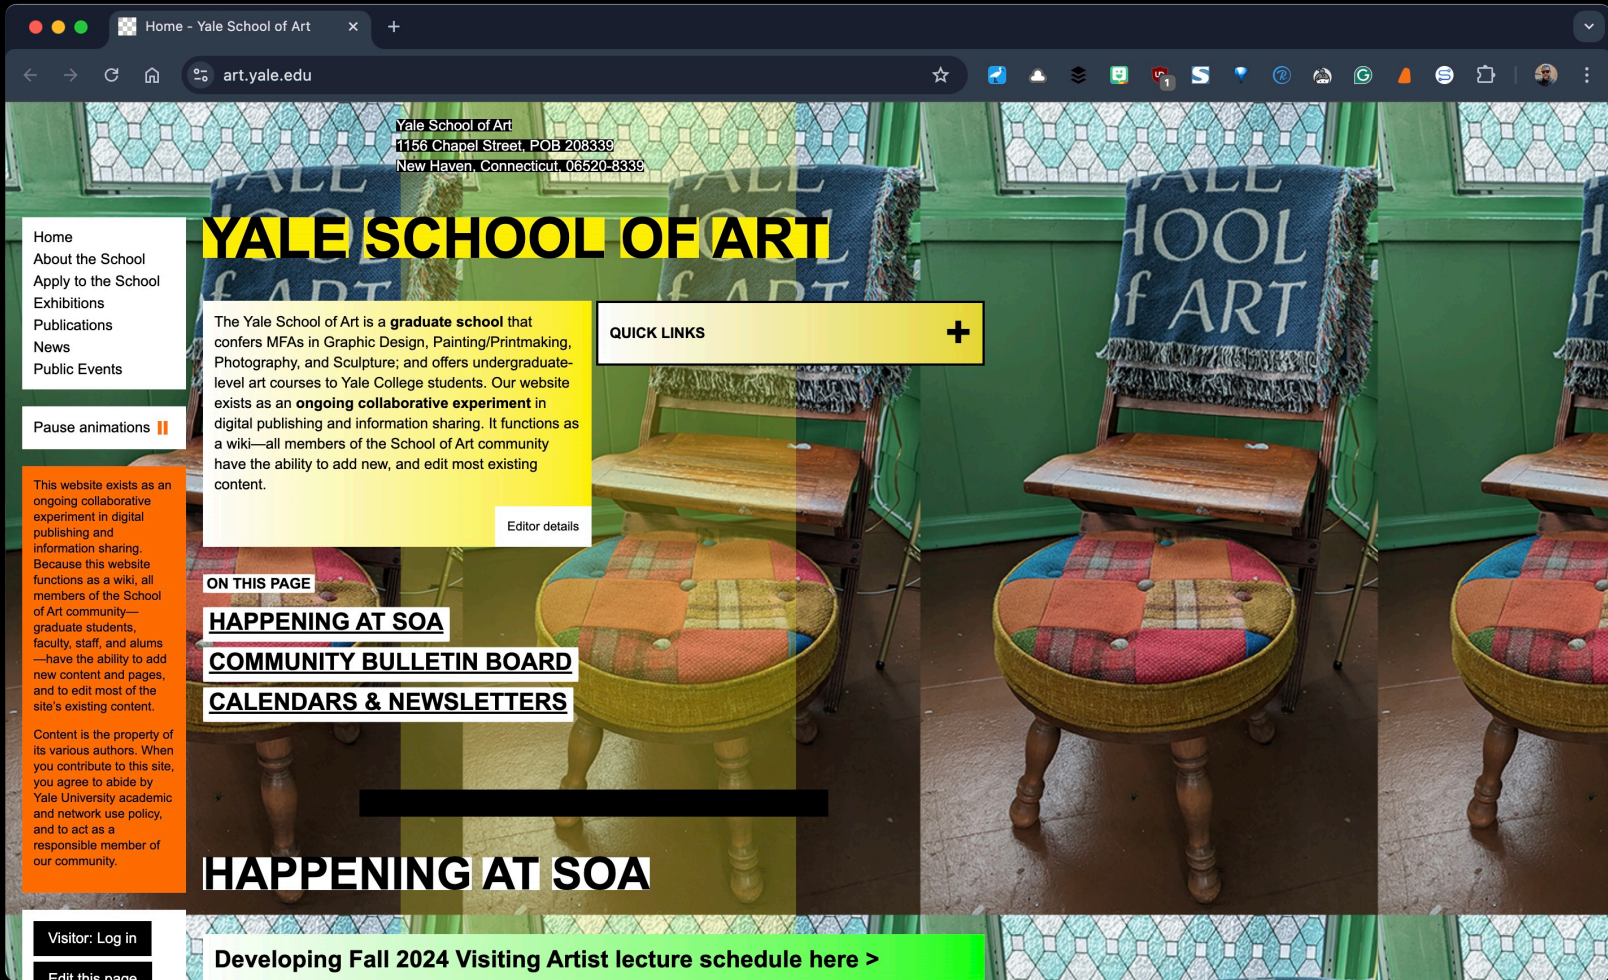 Home - Yale School of Art
art.yale.edu
1
Yale School of Art
1156 Chapel Street, POB 208339
New Haven, Connecticut, 06520-8339
YALE SCHOOL OF ART
Home
About the School
Apply to the School
Exhibitions
Publications
News
Public Events
Pause animations
This website exists as an
ongoing collaborative
experiment in digital
publishing and
information sharing.
Because this website
functions as a wiki, all
members of the School
of Art community—
graduate students,
faculty, staff, and alums
—have the ability to add
new content and pages,
and to edit most of the
site's existing content.
Content is the property of
its various authors. When
you contribute to this site,
you agree to abide by
Yale University academic
and network use policy,
and to act as a
responsible member of
our community.
Visitor: Log in
Edit this page
The Yale School of Art is a graduate school that
confers MFAs in Graphic Design, Painting/Printmaking,
Photography, and Sculpture; and offers undergraduate-
level art courses to Yale College students. Our website
exists as an ongoing collaborative experiment in
digital publishing and information sharing. It functions as
a wiki—all members of the School of Art community
have the ability to add new, and edit most existing
content.
Editor details
QUICK LINKS
ON THIS PAGE
HAPPENING AT SOA
COMMUNITY BULLETIN BOARD
CALENDARS & NEWSLETTERS
HAPPENING AT SOA
Developing Fall 2024 Visiting Artist lecture schedule here >
of ART